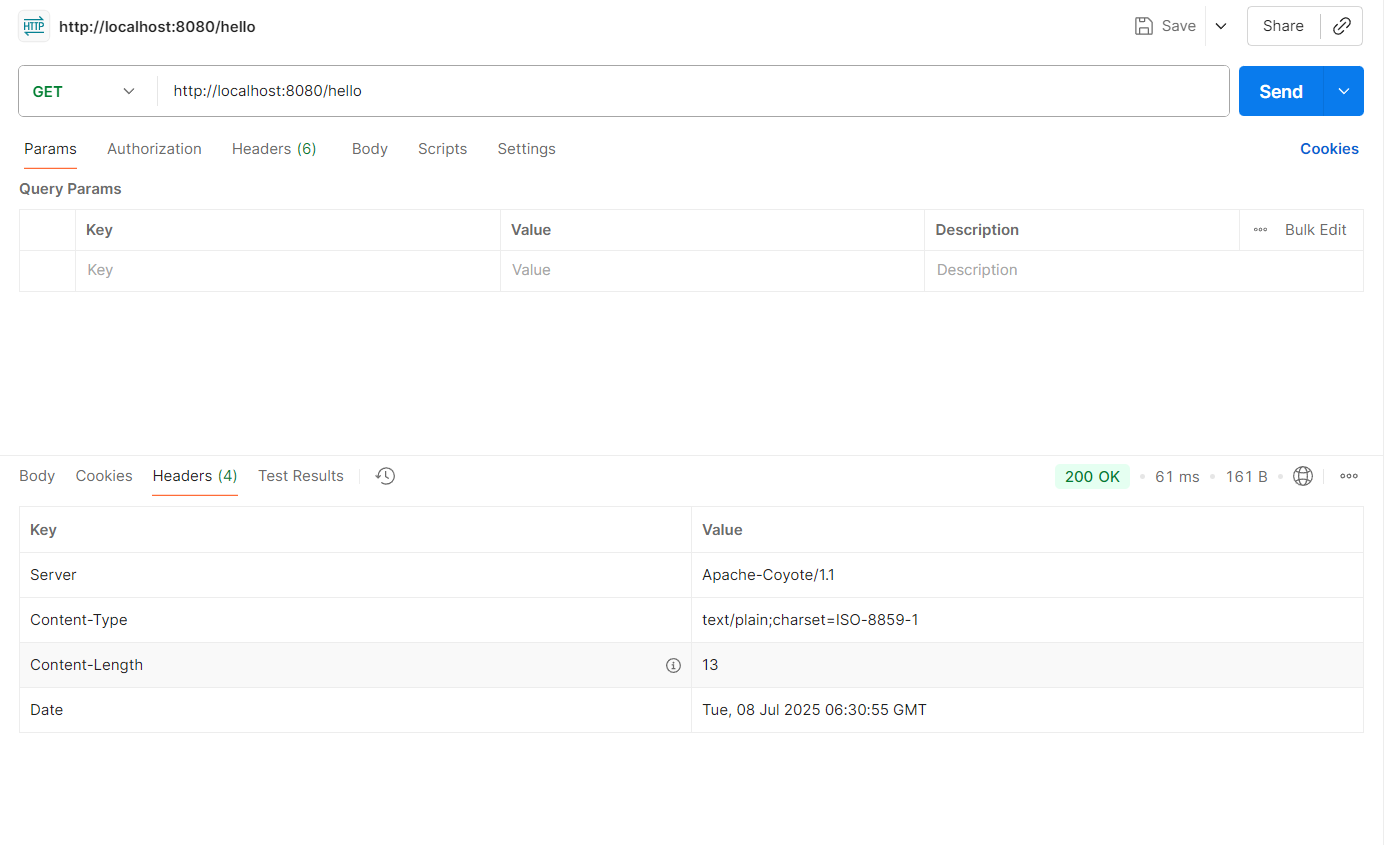 HTTP http://localhost:8080/hello Save Share
GET http://localhost:8080/hello Send
Params Authorization Headers (6) Body Scripts Settings Cookies
Query Params
Key Value Description Bulk Edit
Key Value Description
Body Cookies Headers (4) Test Results 200 OK 61 ms 161 B
Key Value
Server Apache-Coyote/1.1
Content-Type text/plain;charset=ISO-8859-1
Content-Length 13
Date Tue, 08 Jul 2025 06:30:55 GMT